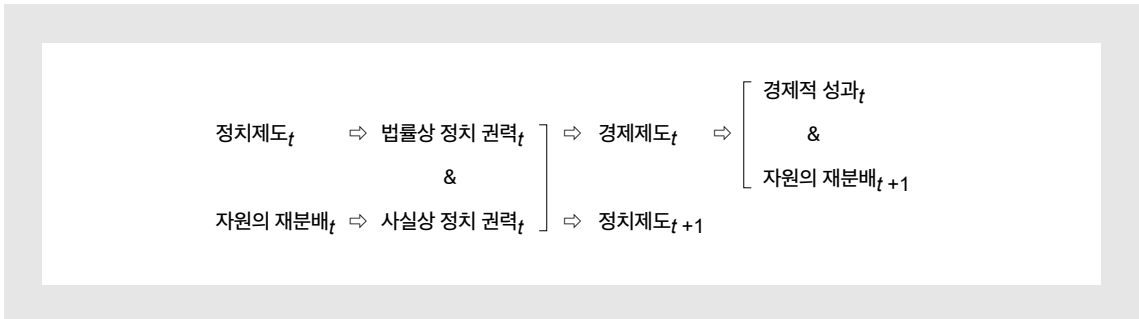 경제적 성과t
정치제도t ⇨ 법률상 정치 권력t ⇨ 경제제도t ⇨
& &
자원의 재분배t+1
자원의 재분배t ⇨ 사실상 정치 권력t ⇨ 정치제도t+1